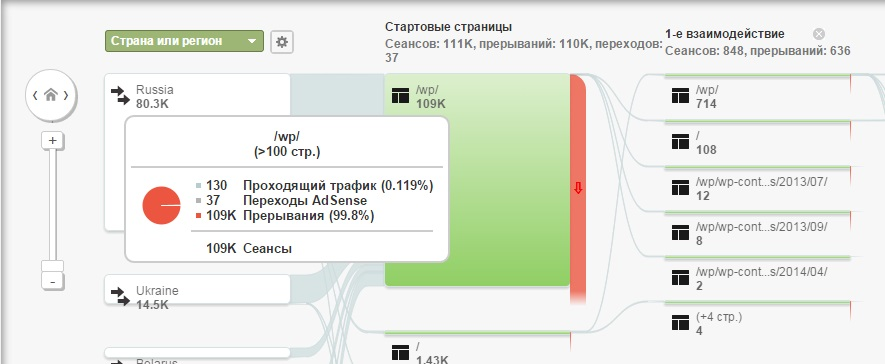 Страна или регион
Стартовые страницы
Сеансов: 111K, прерываний: 110K, переходов:
37
1-е взаимодействие
Сеансов: 848, прерываний: 636
Russia
80.3K
/wp/
109K
/wp/
(>100 стр.)
130 Проходящий трафик (0.119%)
37 Переходы AdSense
109K Прерывания (99.8%)
109K Сеансы
Ukraine
14.5K
Belarus
/
1.43K
/wp/
714
/
108
/wp/wp-cont...s/2013/07/
12
/wp/wp-cont...s/2013/09/
8
/wp/wp-cont...s/2014/04/
2
(+4 стр.)
4
+
-